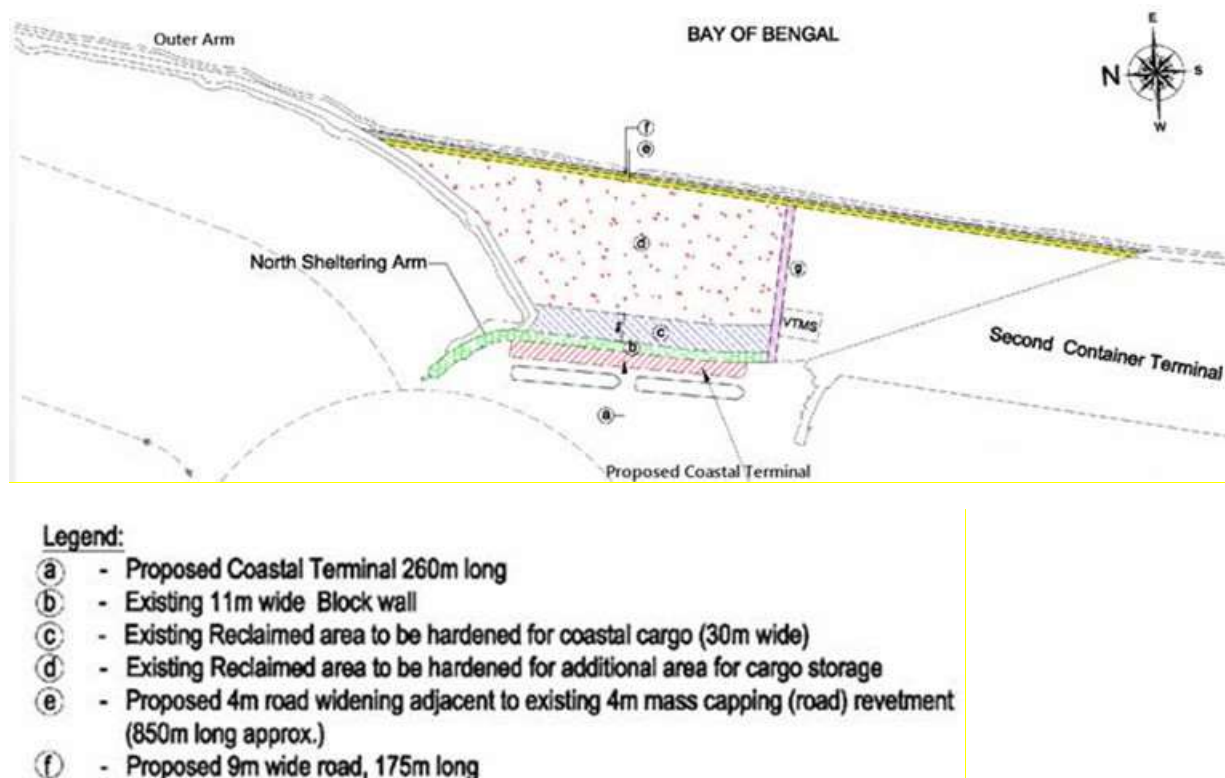 Outer Arm
BAY OF BENGAL
E
N
S
W
f
e
d
North Sheltering Arm
g
VTMS
c
b
Second Container Terminal
a
Proposed Coastal Terminal
Legend:
a - Proposed Coastal Terminal 260m long
b - Existing 11m wide Block wall
c - Existing Reclaimed area to be hardened for coastal cargo (30m wide)
d - Existing Reclaimed area to be hardened for additional area for cargo storage
e - Proposed 4m road widening adjacent to existing 4m mass capping (road) revetment
(850m long approx.)
f - Proposed 9m wide road, 175m long